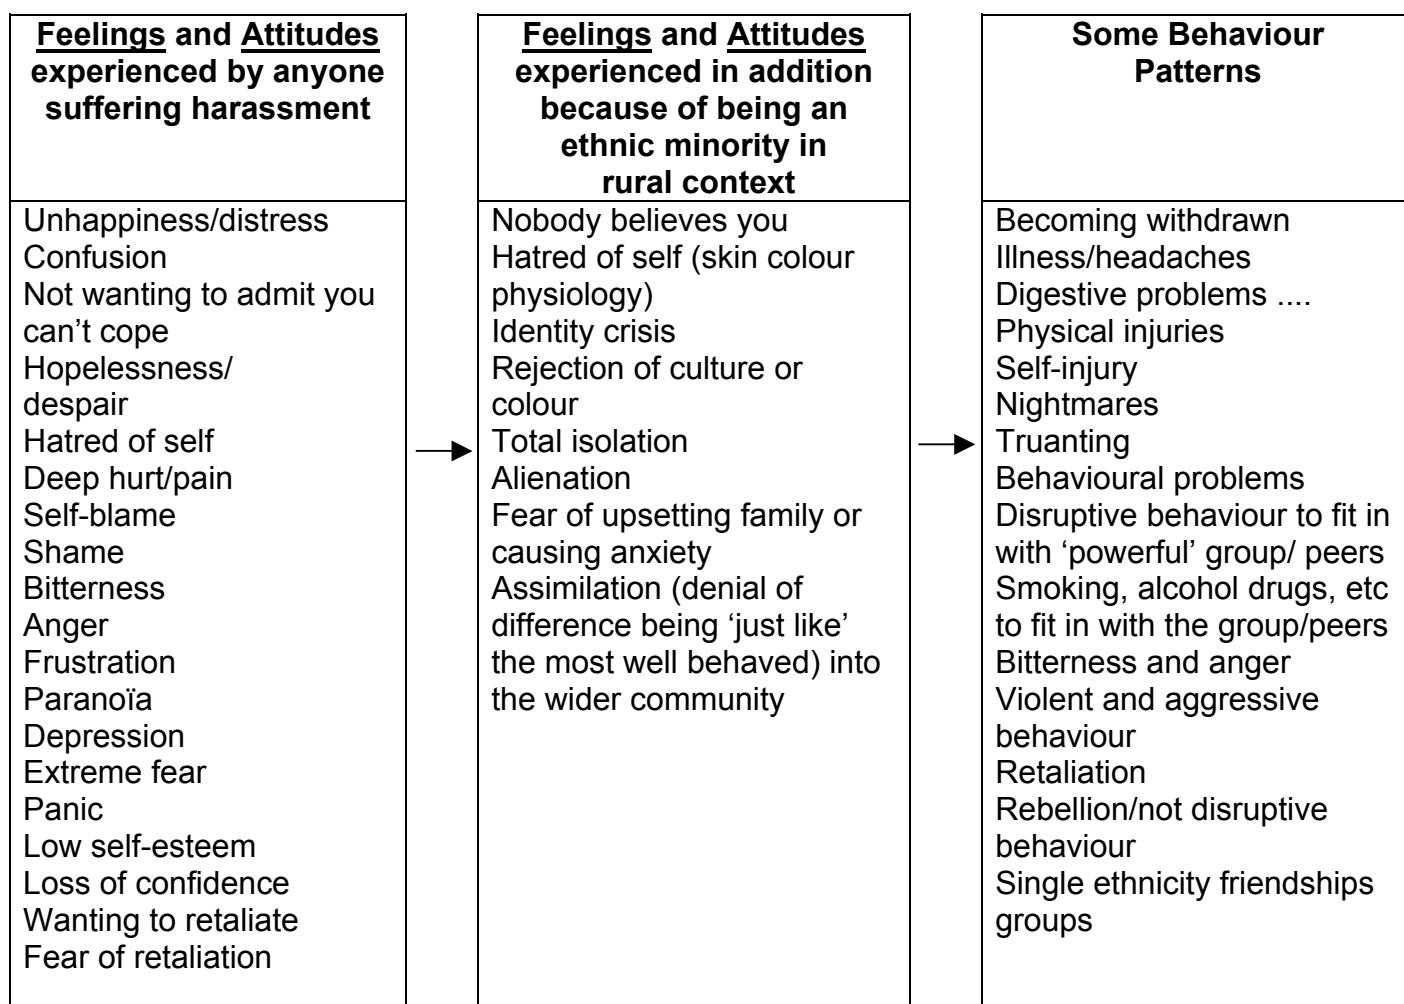 Feelings and Attitudes
experienced by anyone
suffering harassment
Unhappiness/distress
Confusion
Not wanting to admit you
can’t cope
Hopelessness/
despair
Hatred of self
Deep hurt/pain
Self-blame
Shame
Bitterness
Anger
Frustration
Paranoïa
Depression
Extreme fear
Panic
Low self-esteem
Loss of confidence
Wanting to retaliate
Fear of retaliation
Feelings and Attitudes
experienced in addition
because of being an
ethnic minority in
rural context
Nobody believes you
Hatred of self (skin colour
physiology)
Identity crisis
Rejection of culture or
colour
Total isolation
Alienation
Fear of upsetting family or
causing anxiety
Assimilation (denial of
difference being ‘just like’
the most well behaved) into
the wider community
Some Behaviour
Patterns
Becoming withdrawn
Illness/headaches
Digestive problems ....
Physical injuries
Self-injury
Nightmares
Truanting
Behavioural problems
Disruptive behaviour to fit in
with ‘powerful’ group/ peers
Smoking, alcohol drugs, etc
to fit in with the group/peers
Bitterness and anger
Violent and aggressive
behaviour
Retaliation
Rebellion/not disruptive
behaviour
Single ethnicity friendships
groups